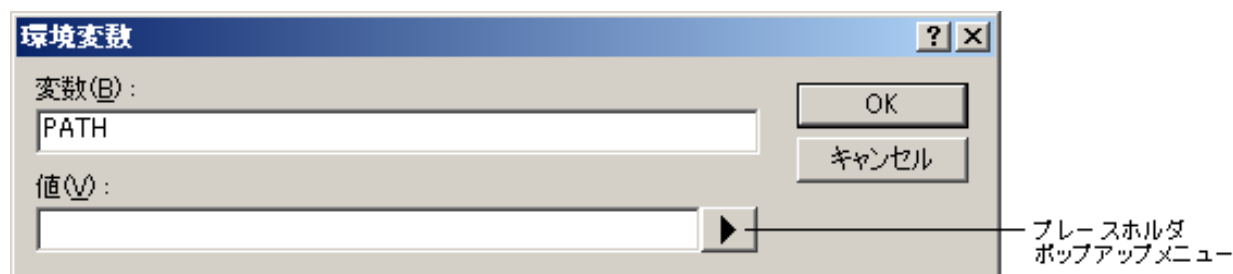 環境変数
変数(B):
PATH
OK
キャンセル
値(V):
プレースホルダ
ポップアップメニュー